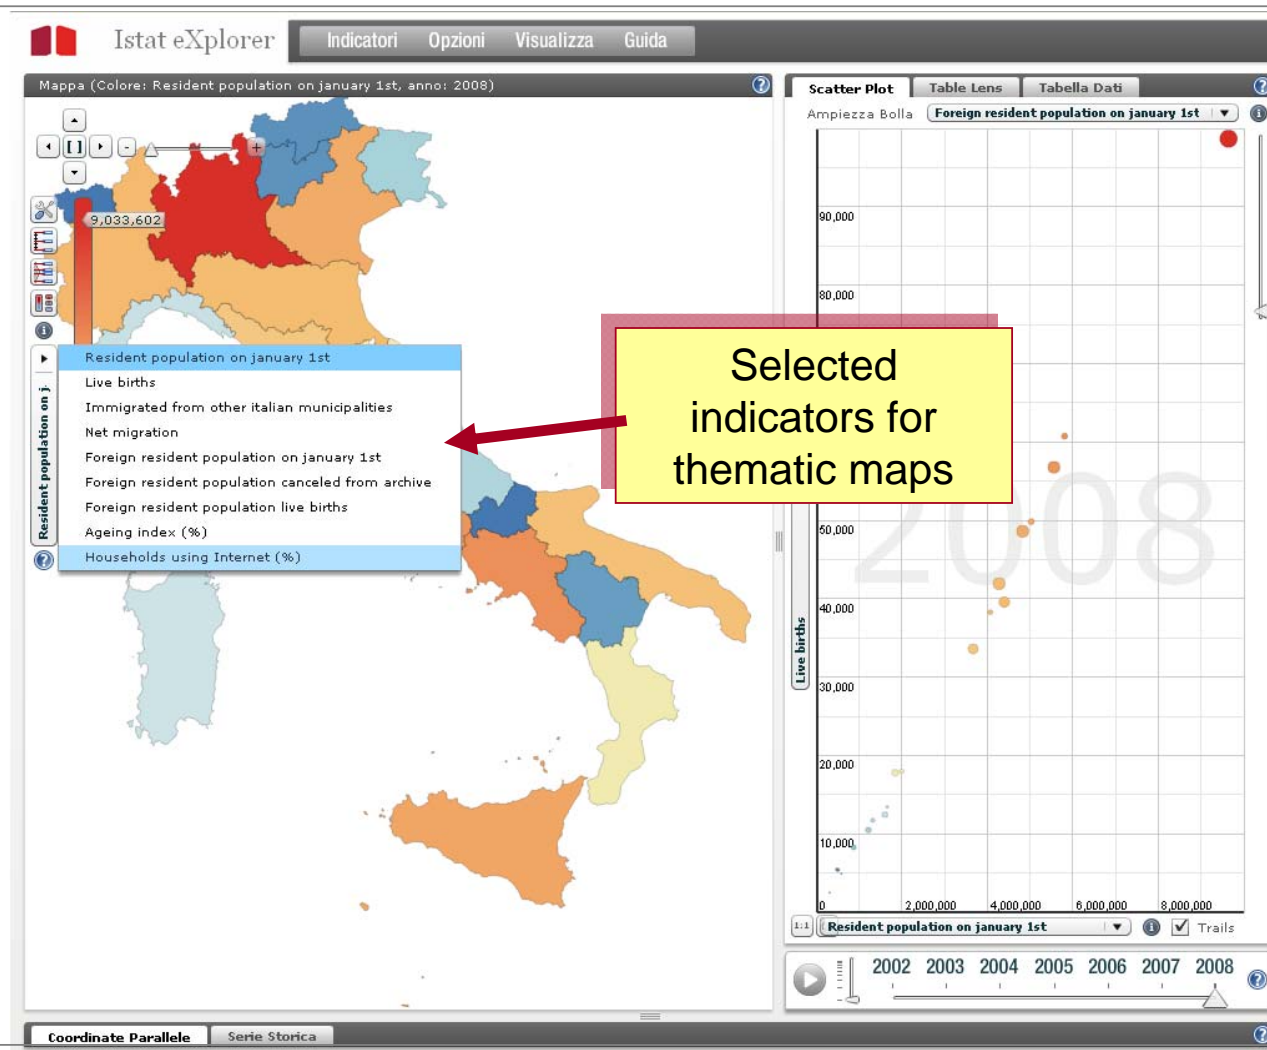 Istat eXplorer
Indicatori Opzioni Visualizza Guida
Mappa (Colore: Resident population on january 1st, anno: 2008)
9,033,602
Resident population on j.
Resident population on january 1st
Live births
Immigrated from other italian municipalities
Net migration
Foreign resident population on january 1st
Foreign resident population canceled from archive
Foreign resident population live births
Ageing index (%)
Households using Internet (%)
Selected
indicators for
thematic maps
Scatter Plot Table Lens Tabella Dati
Ampiezza Bolla Foreign resident population on january 1st
90,000
80,000
2008
50,000
40,000
30,000
20,000
10,000
Live births
0 2,000,000 4,000,000 6,000,000 8,000,000
1:1 Resident population on january 1st Trails
2002 2003 2004 2005 2006 2007 2008
Coordinate Parallele Serie Storica